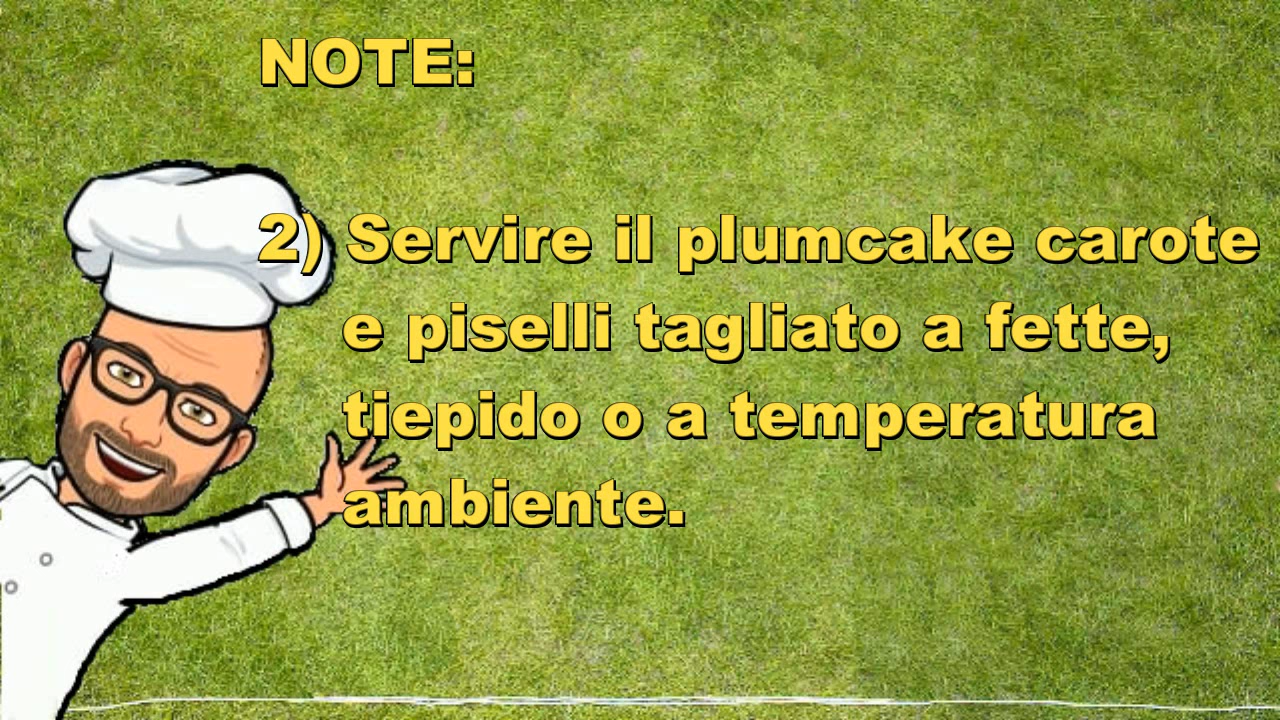 NOTE:
2) Servire il plumcake carote
e piselli tagliato a fette,
tiepido o a temperatura
ambiente.